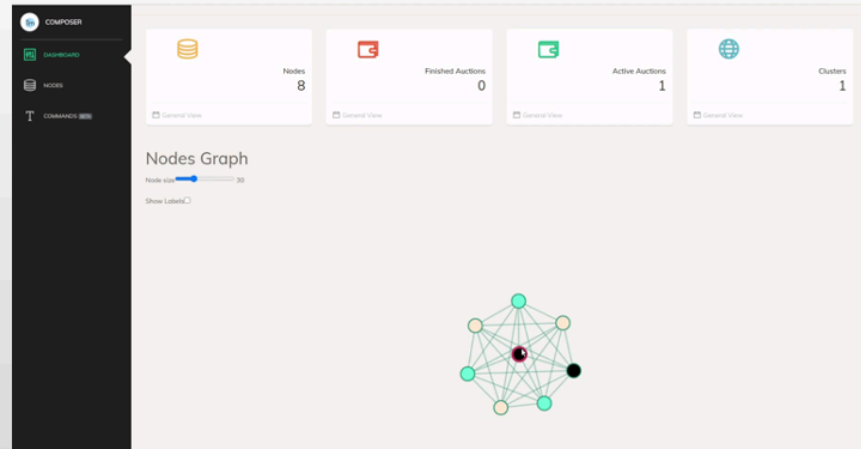 COMPOSER
DASHBOARD
NODES
COMMANDS BETA
Nodes
8
General View
Finished Auctions
0
General View
Active Auctions
1
General View
Clusters
1
General View
Nodes Graph
Node size 30
Show Labels